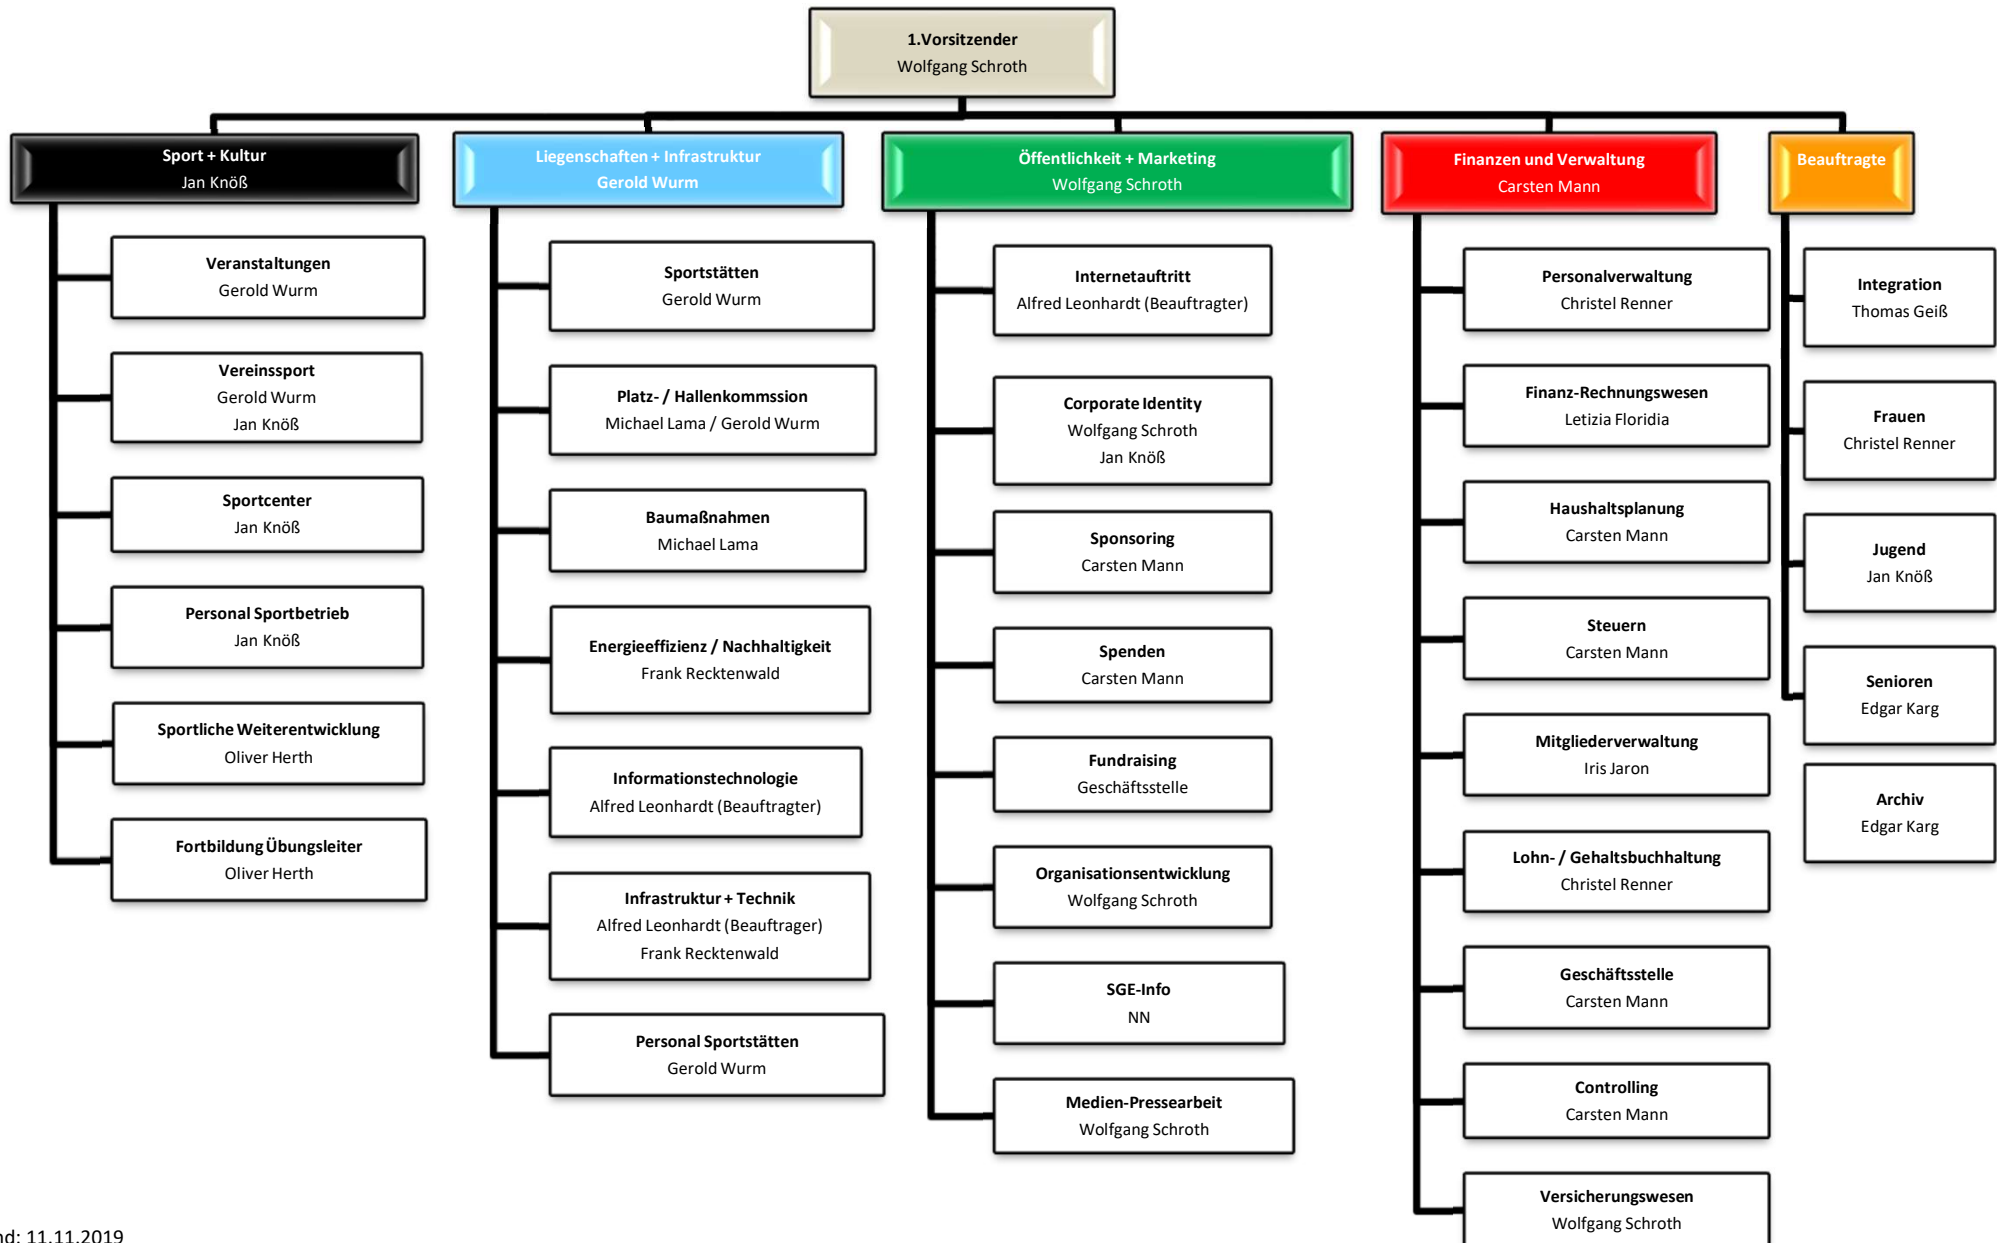 1.Vorsitzender
Wolfgang Schroth
Sport + Kultur
Jan Knöß
Veranstaltungen
Gerold Wurm
Vereinssport
Gerold Wurm
Jan Knöß
Sportcenter
Jan Knöß
Personal Sportbetrieb
Jan Knöß
Sportliche Weiterentwicklung
Oliver Herth
Fortbildung Übungsleiter
Oliver Herth
Liegenschaften + Infrastruktur
Gerold Wurm
Sportstätten
Gerold Wurm
Platz- / Hallenkommssion
Michael Lama / Gerold Wurm
Baumaßnahmen
Michael Lama
Energieeffizienz / Nachhaltigkeit
Frank Recktenwald
Informationstechnologie
Alfred Leonhardt (Beauftragter)
Infrastruktur + Technik
Alfred Leonhardt (Beauftrager)
Frank Recktenwald
Personal Sportstätten
Gerold Wurm
Öffentlichkeit + Marketing
Wolfgang Schroth
Internetauftritt
Alfred Leonhardt (Beauftragter)
Corporate Identity
Wolfgang Schroth
Jan Knöß
Sponsoring
Carsten Mann
Spenden
Carsten Mann
Fundraising
Geschäftsstelle
Organisationsentwicklung
Wolfgang Schroth
SGE-Info
NN
Medien-Pressearbeit
Wolfgang Schroth
Finanzen und Verwaltung
Carsten Mann
Personalverwaltung
Christel Renner
Finanz-Rechnungswesen
Letizia Floridia
Haushaltsplanung
Carsten Mann
Steuern
Carsten Mann
Mitgliederverwaltung
Iris Jaron
Lohn- / Gehaltsbuchhaltung
Christel Renner
Geschäftsstelle
Carsten Mann
Controlling
Carsten Mann
Versicherungswesen
Wolfgang Schroth
Beauftragte
Integration
Thomas Geiß
Frauen
Christel Renner
Jugend
Jan Knöß
Senioren
Edgar Karg
Archiv
Edgar Karg
nd: 11.11.2019